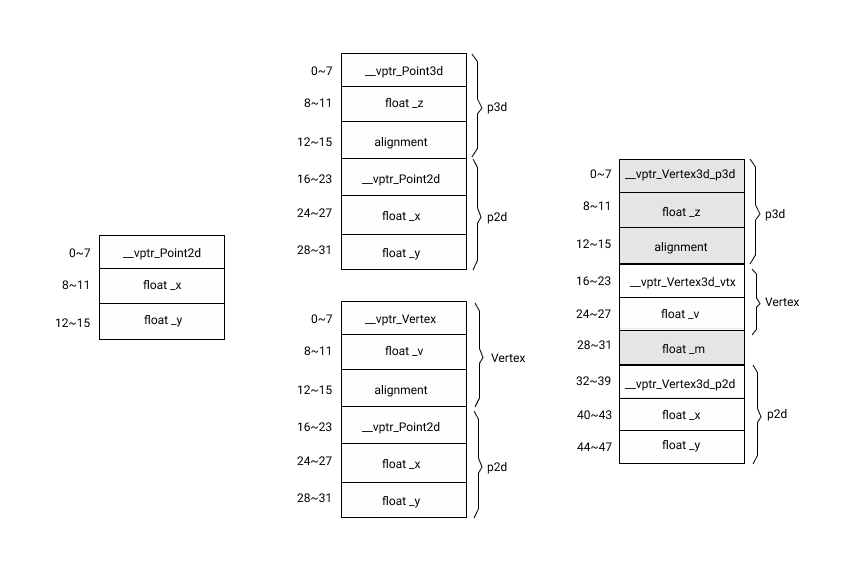 0~7 __vptr_Point2d
8~11 float _x
12~15 float _y
0~7 __vptr_Point3d
8~11 float _z
12~15 alignment
p3d
16~23 __vptr_Point2d
24~27 float _x
28~31 float _y
p2d
0~7 __vptr_Vertex
8~11 float _v
12~15 alignment
Vertex
16~23 __vptr_Point2d
24~27 float _x
28~31 float _y
p2d
0~7 __vptr_Vertex3d_p3d
8~11 float _z
12~15 alignment
p3d
16~23 __vptr_Vertex3d_vtx
24~27 float _v
Vertex
28~31 float _m
32~39 __vptr_Vertex3d_p2d
40~43 float _x
44~47 float _y
p2d